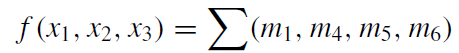 f (x₁, x₂, x₃) = ∑(m₁, m₄, m₅, m₆)